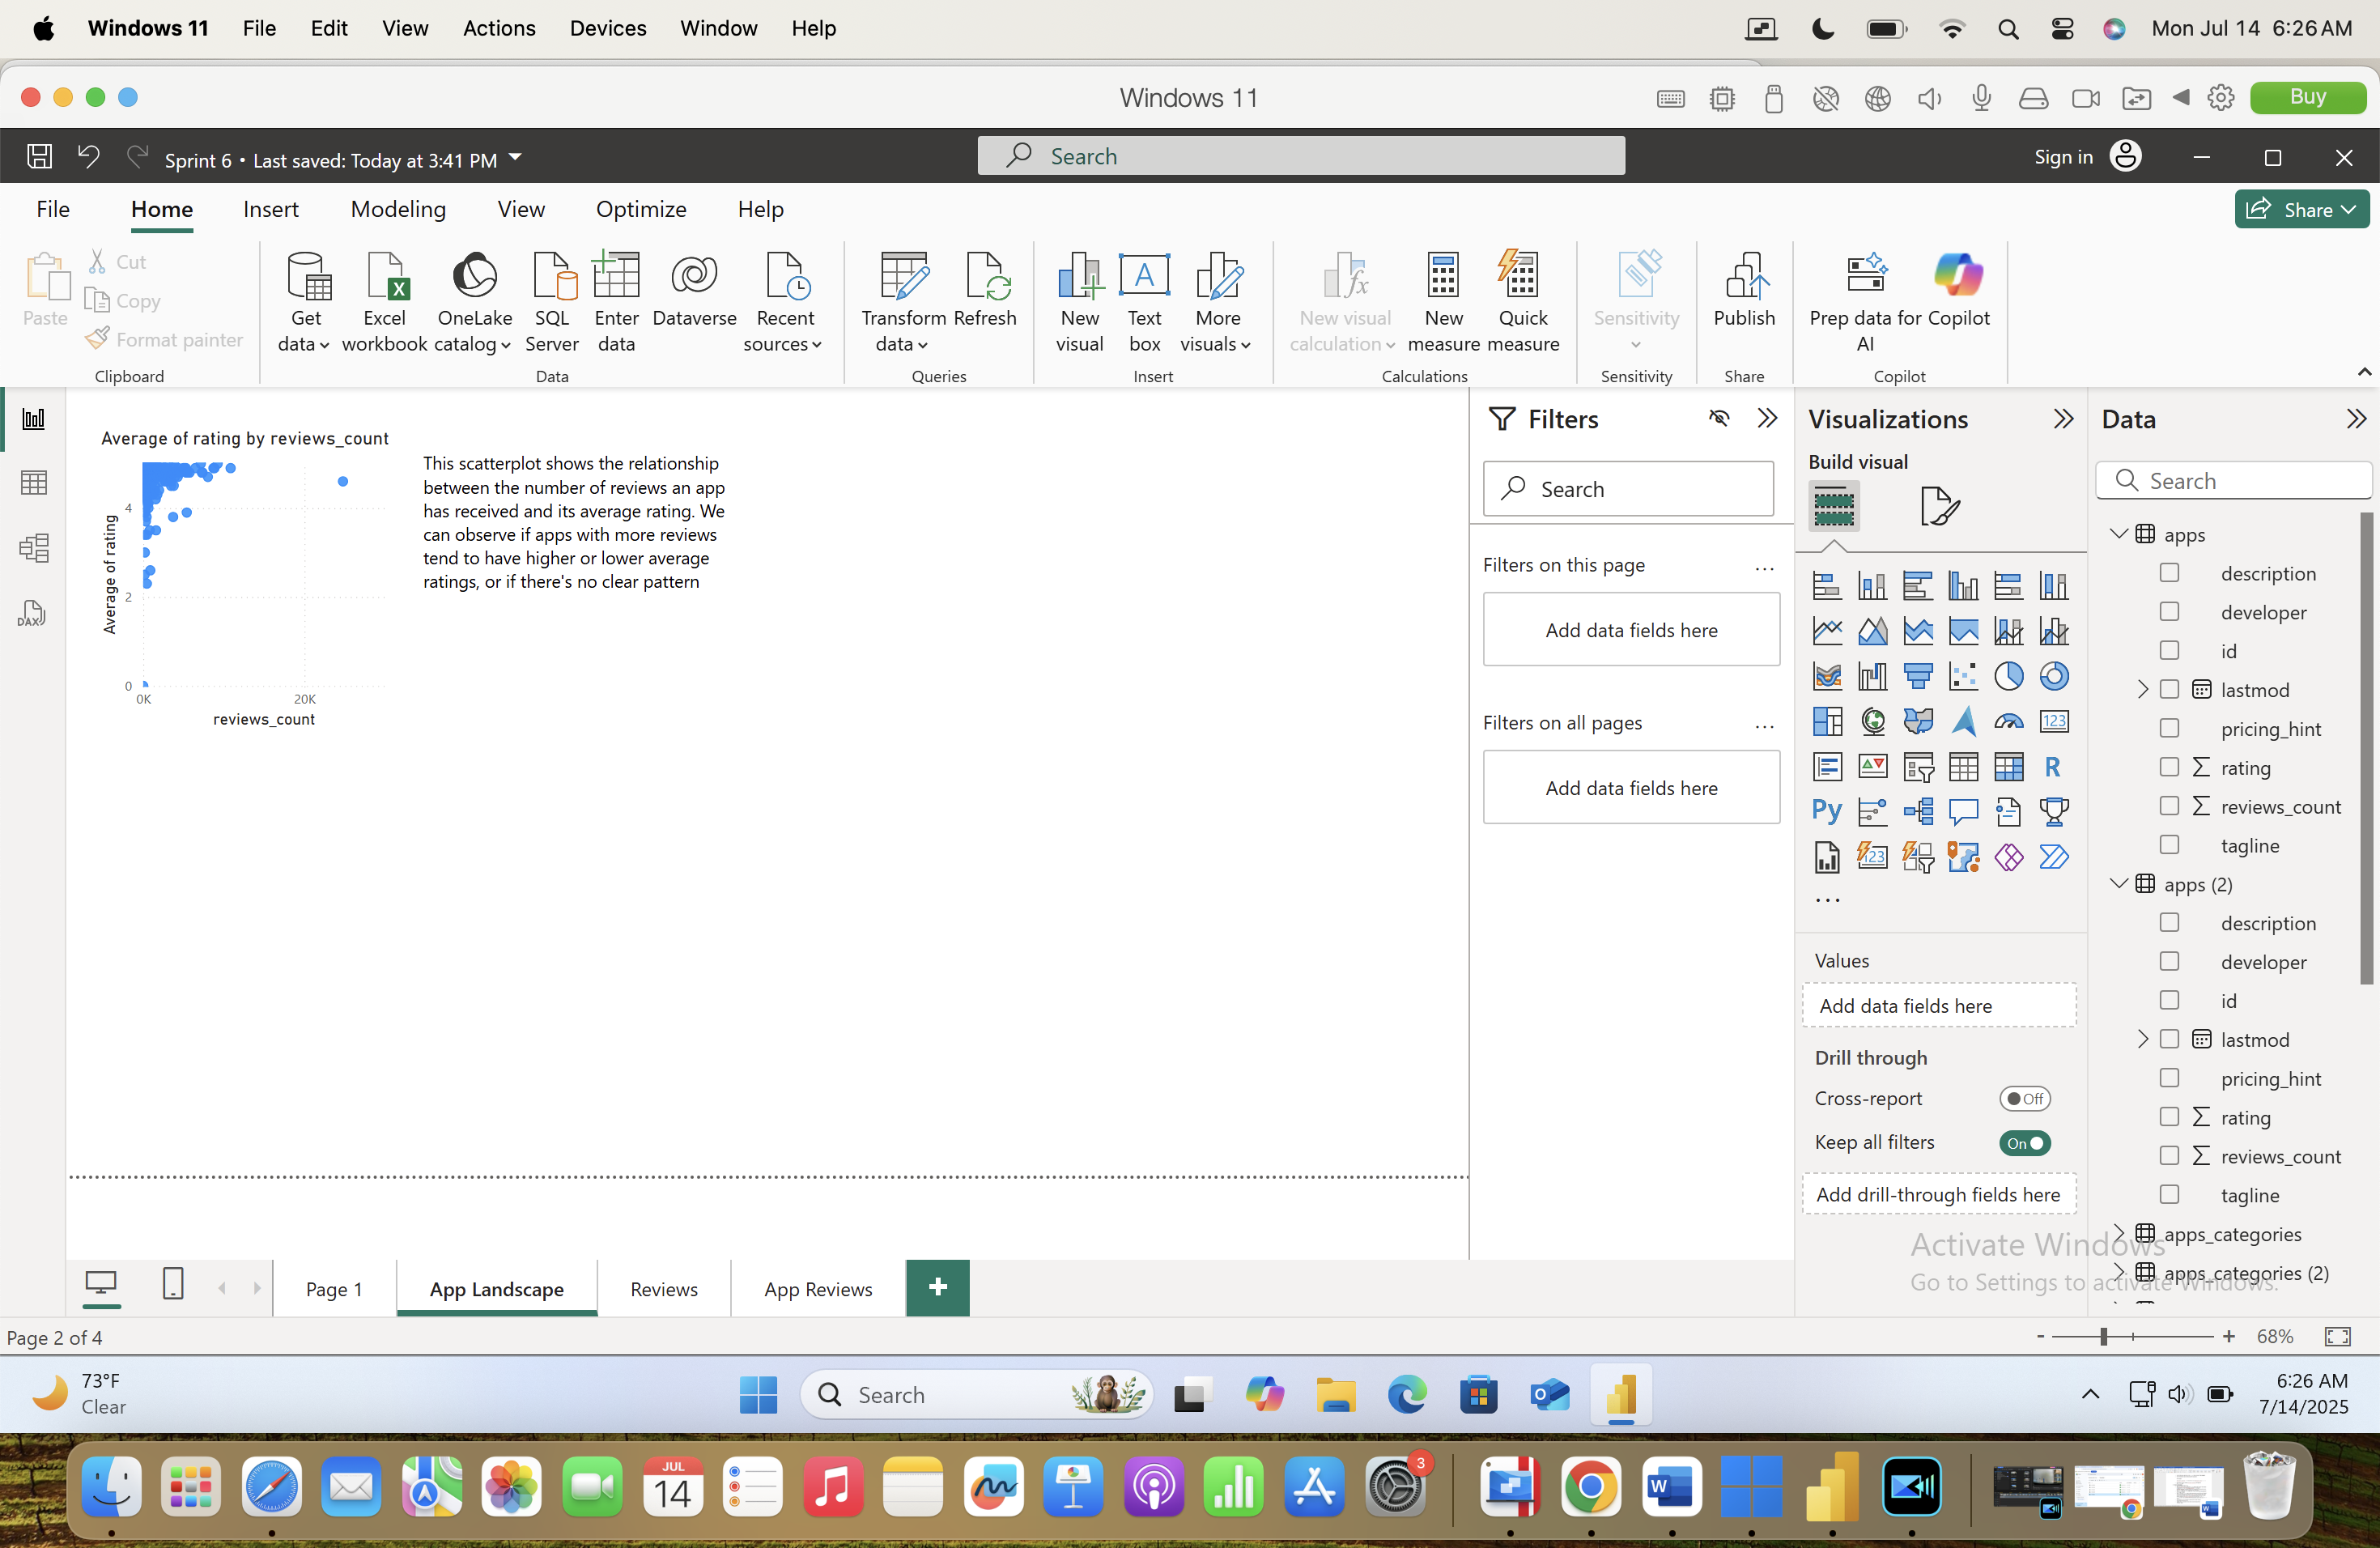 Windows 11 File Edit View Actions Devices Window Help Mon Jul 14 6:26 AM
Windows 11 Buy
Sprint 6 • Last saved: Today at 3:41 PM Search Sign in
File Home Insert Modeling View Optimize Help Share
Paste
Cut
Copy
Format painter
Clipboard
Get data
Excel workbook
OneLake catalog
SQL Server
Enter data
Dataverse
Recent sources
Data
Transform data
Refresh
Queries
New visual
Text box
More visuals
Insert
New visual calculation
New measure
Quick measure
Calculations
Sensitivity
Sensitivity
Publish
Share
Prep data for AI
Copilot
Copilot
DAX
Average of rating by reviews_count
Average of rating
4
2
0
0K 20K
reviews_count
This scatterplot shows the relationship
between the number of reviews an app
has received and its average rating. We
can observe if apps with more reviews
tend to have higher or lower average
ratings, or if there's no clear pattern
Filters
Search
Filters on this page ...
Add data fields here
Filters on all pages ...
Add data fields here
Visualizations
Build visual
123
R
Py
123
...
Values
Add data fields here
Drill through
Cross-report Off
Keep all filters On
Add drill-through fields here
Data
Search
apps
description
developer
id
lastmod
pricing_hint
Σ rating
Σ reviews_count
tagline
apps (2)
description
developer
id
lastmod
pricing_hint
Σ rating
Σ reviews_count
tagline
apps_categories
apps_categories (2)
Activate Windows
Go to Settings to activate Windows.
Page 1 App Landscape Reviews App Reviews +
Page 2 of 4 - + 68%
73°F
Clear
Search
6:26 AM
7/14/2025
JUL
14
3